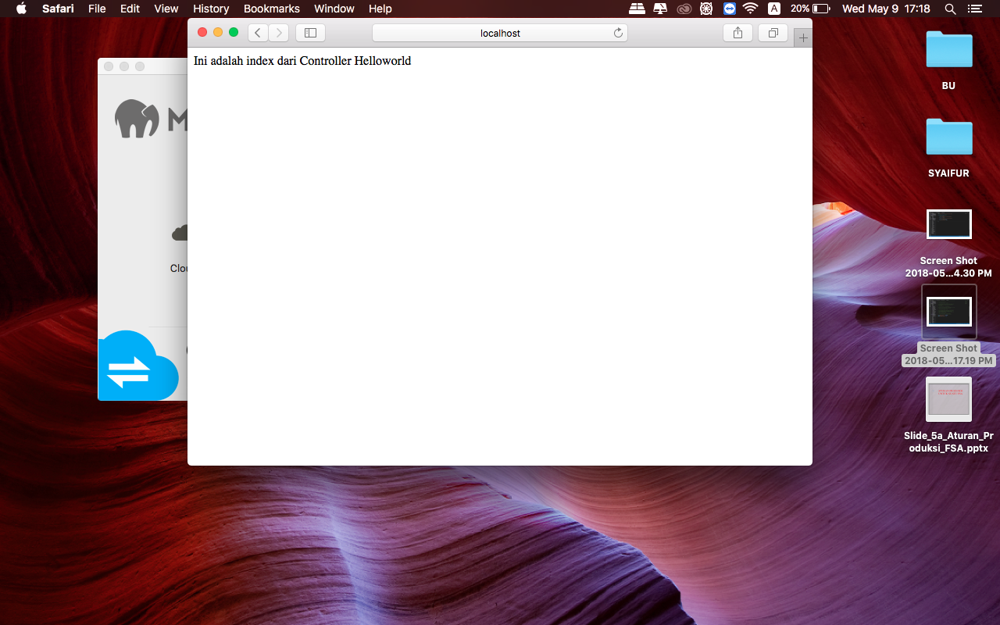 Safari File Edit View History Bookmarks Window Help A 20% Wed May 9 17:18
localhost
Ini adalah index dari Controller Helloworld
M
Clou
BU
SYAIFUR
Screen Shot
2018-05...4.30 PM
Screen Shot
2018-05...17.19 PM
Slide_5a_Aturan_Pr
oduksi_FSA.pptx